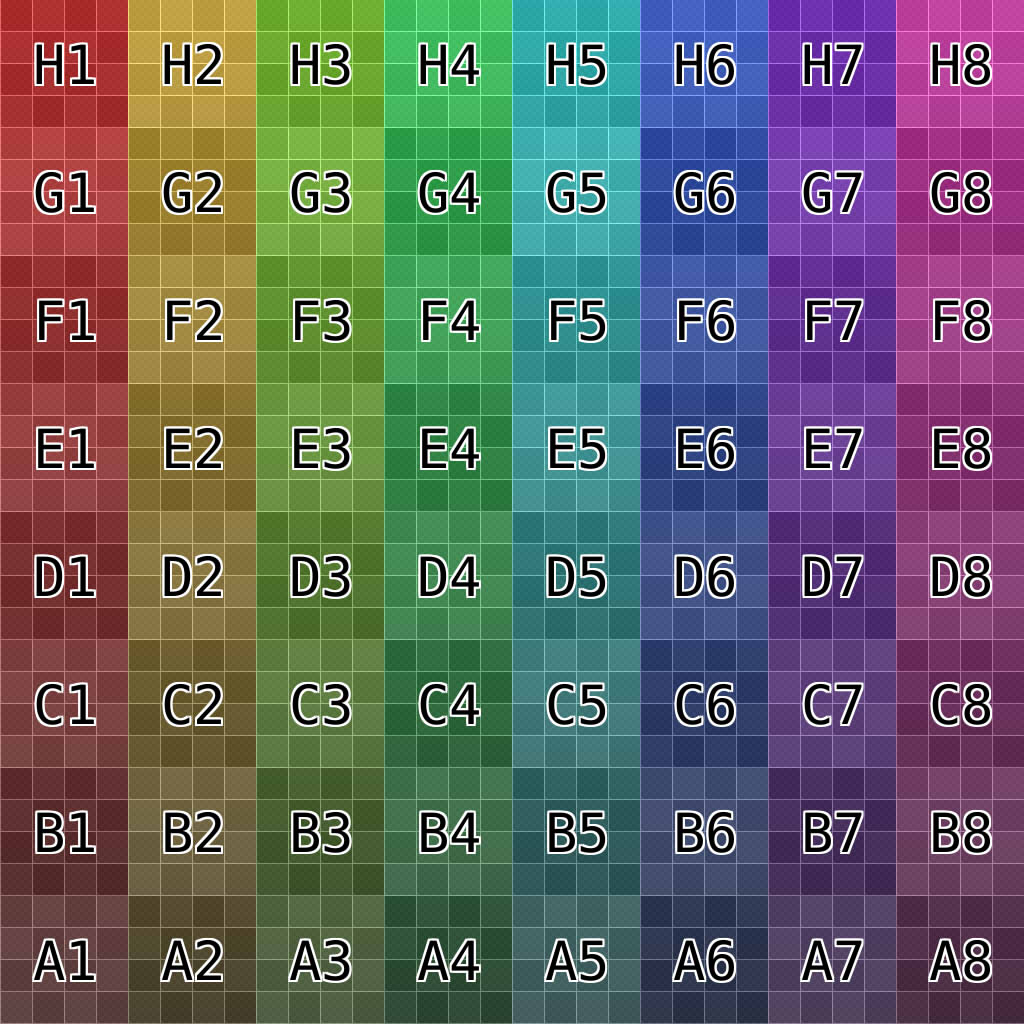 H1 H2 H3 H4 H5 H6 H7 H8
G1 G2 G3 G4 G5 G6 G7 G8
F1 F2 F3 F4 F5 F6 F7 F8
E1 E2 E3 E4 E5 E6 E7 E8
D1 D2 D3 D4 D5 D6 D7 D8
C1 C2 C3 C4 C5 C6 C7 C8
B1 B2 B3 B4 B5 B6 B7 B8
A1 A2 A3 A4 A5 A6 A7 A8